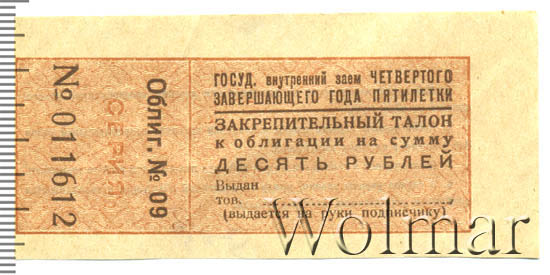 № 011612
СЕРИЯ
Облиг. № 09
ГОСУД. внутренний заем ЧЕТВЕРТОГО
ЗАВЕРШАЮЩЕГО ГОДА ПЯТИЛЕТКИ
ЗАКРЕПИТЕЛЬНЫЙ ТАЛОН
к облигации на сумму
ДЕСЯТЬ РУБЛЕЙ
Выдан
тов.
(выдается на руки подписчику)
Wolmar